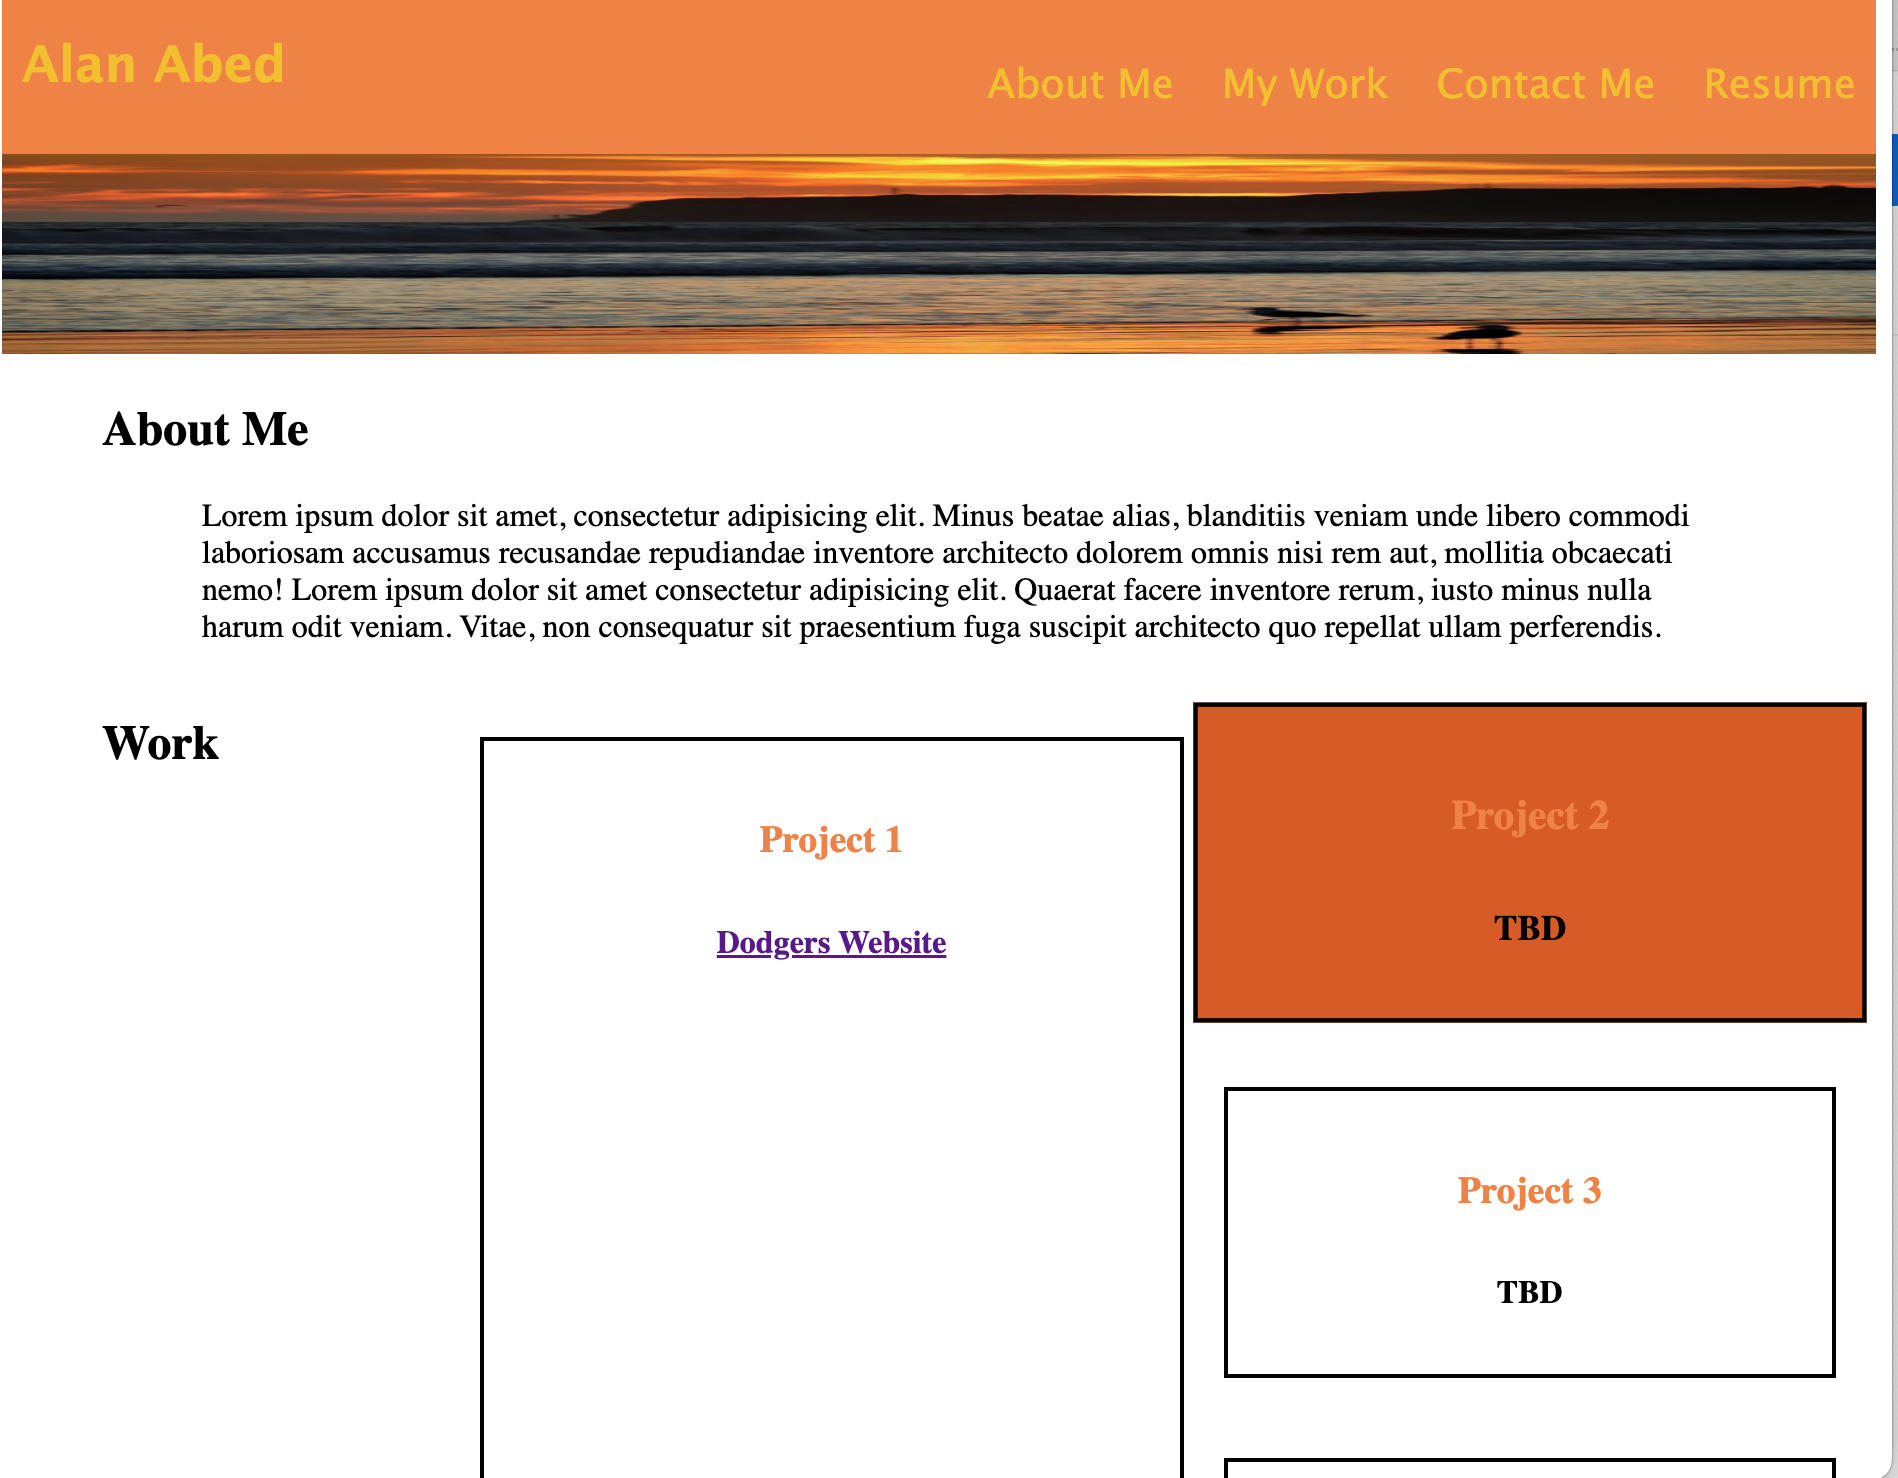 Alan Abed
About Me My Work Contact Me Resume
About Me
Lorem ipsum dolor sit amet, consectetur adipisicing elit. Minus beatae alias, blanditiis veniam unde libero commodi
laboriosam accusamus recusandae repudiandae inventore architecto dolorem omnis nisi rem aut, mollitia obcaecati
nemo! Lorem ipsum dolor sit amet consectetur adipisicing elit. Quaerat facere inventore rerum, iusto minus nulla
harum odit veniam. Vitae, non consequatur sit praesentium fuga suscipit architecto quo repellat ullam perferendis.
Work
Project 1
Dodgers Website
Project 2
TBD
Project 3
TBD